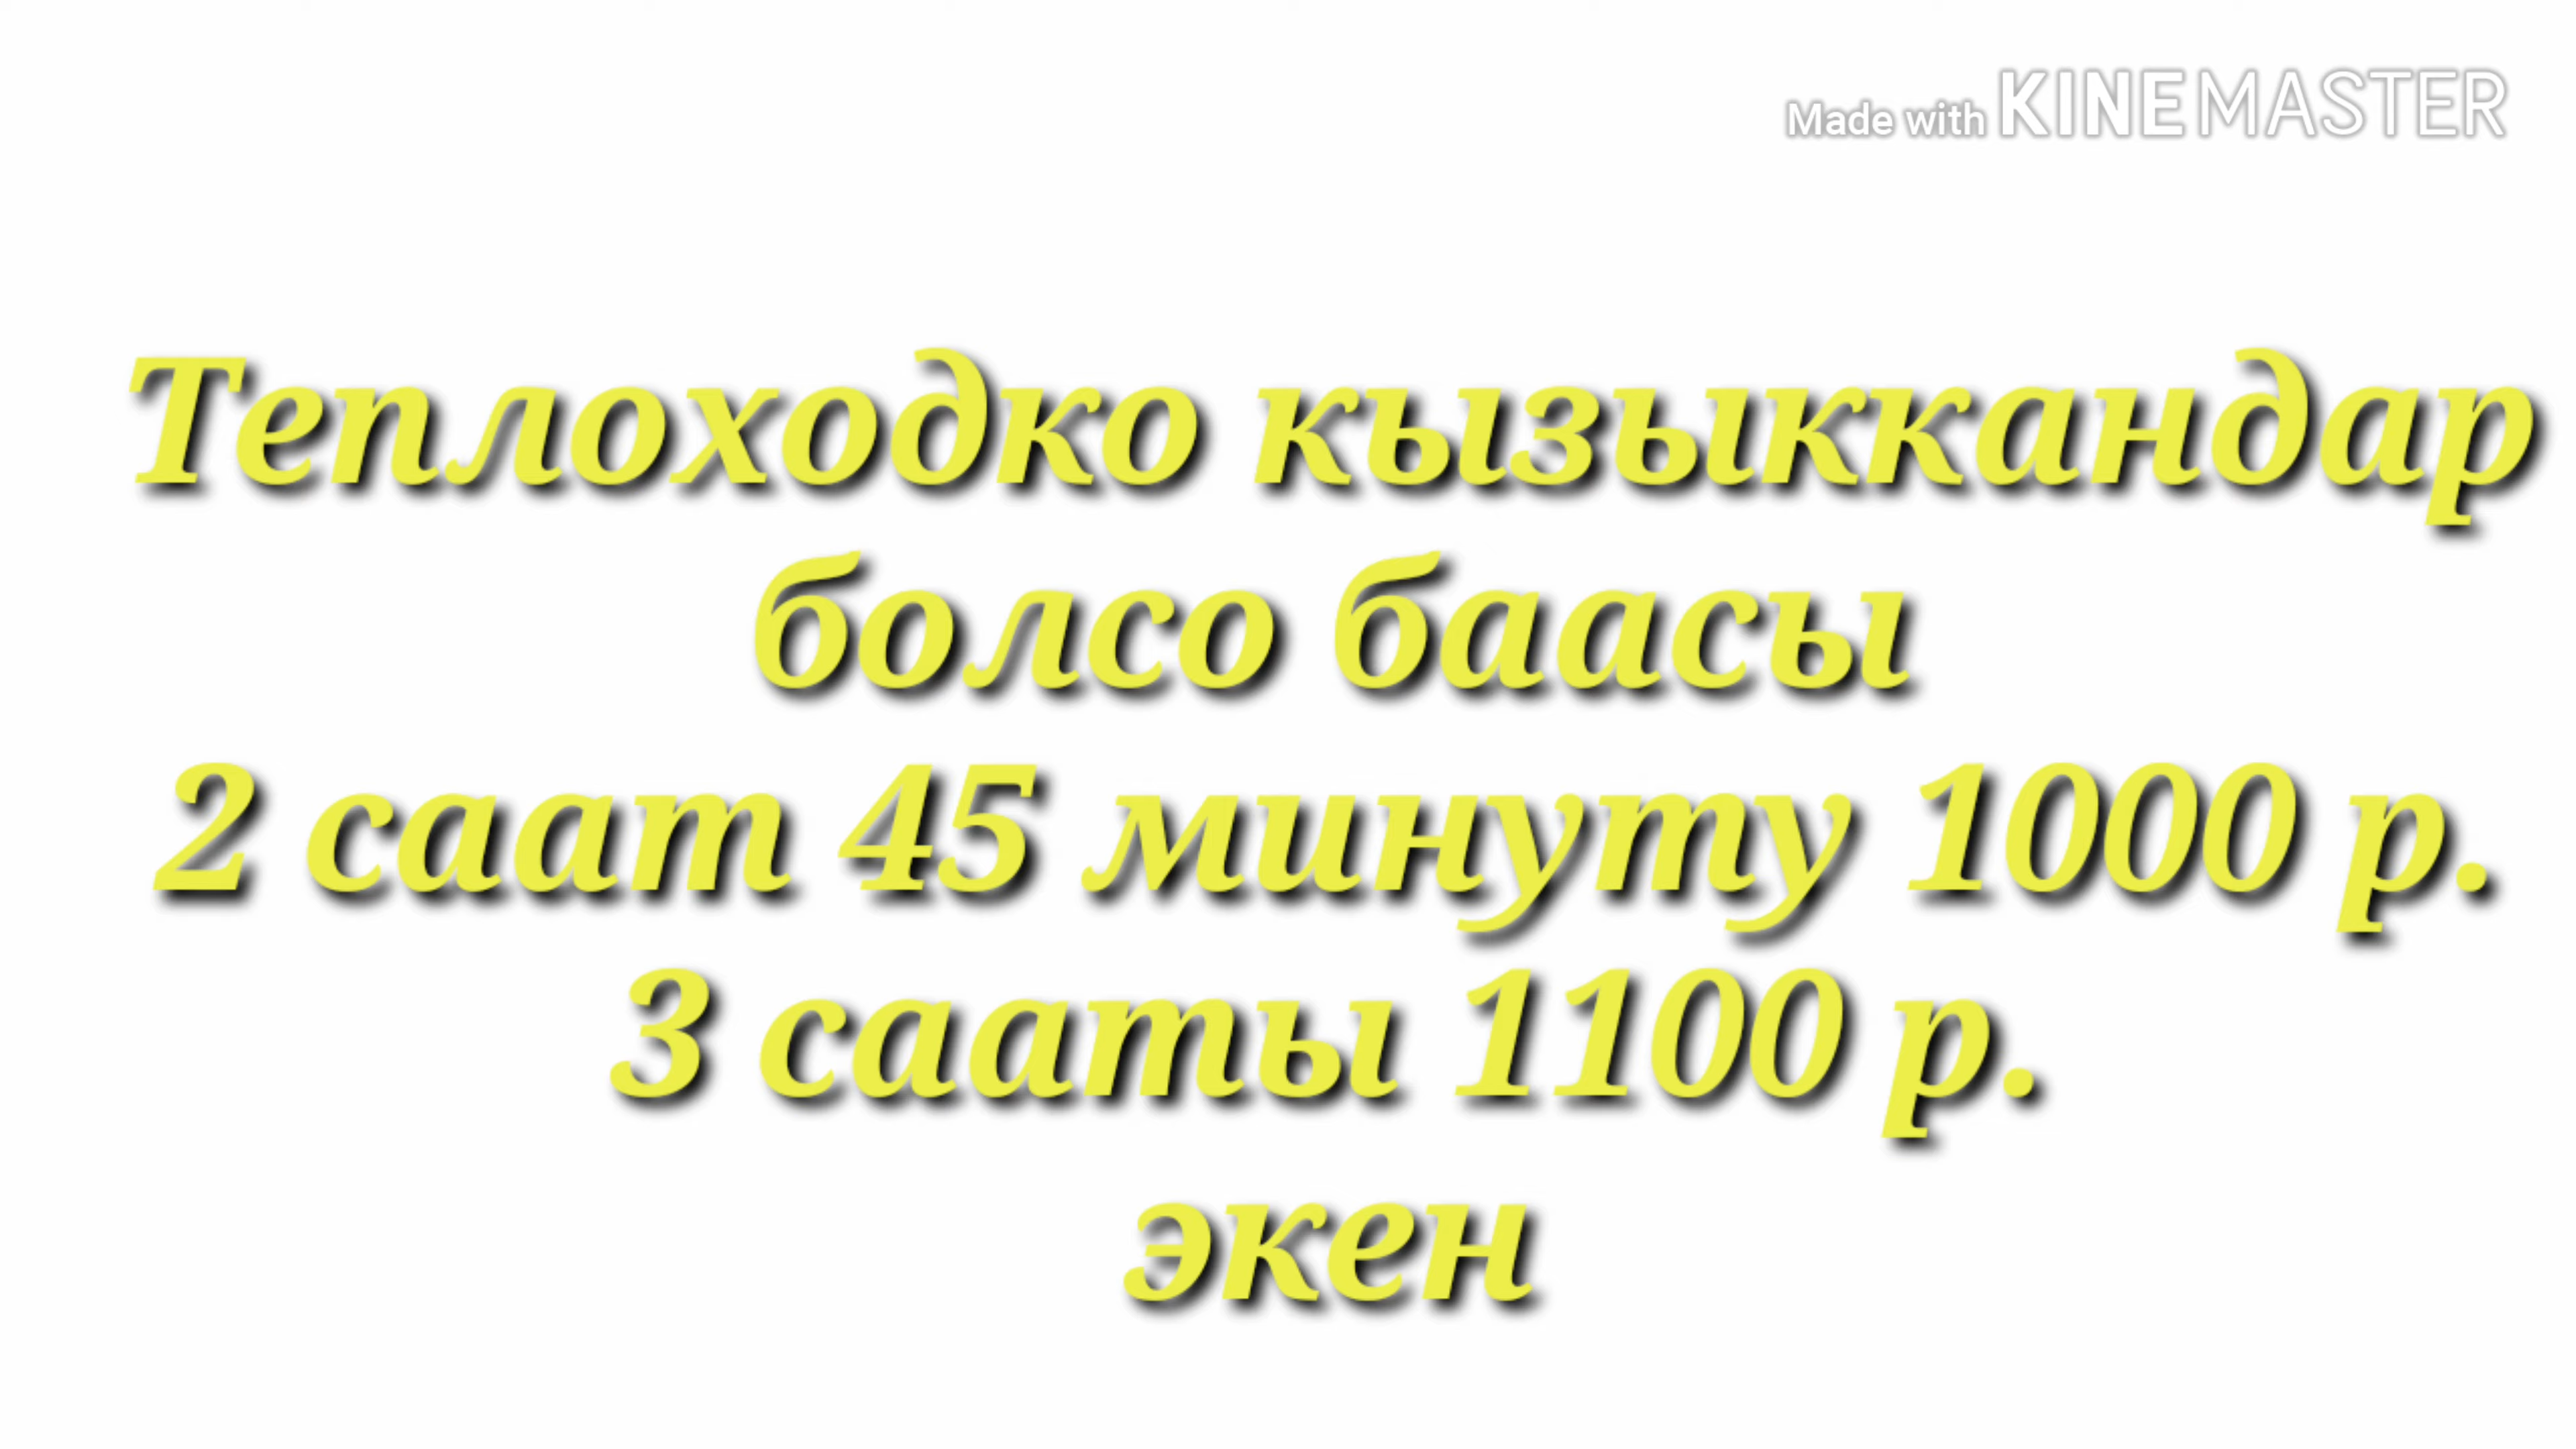 Made with KINEMASTER
Теплоходко кызыккандар
болсо баасы
2 саат 45 минуту 1000 р.
3 сааты 1100 р.
экен